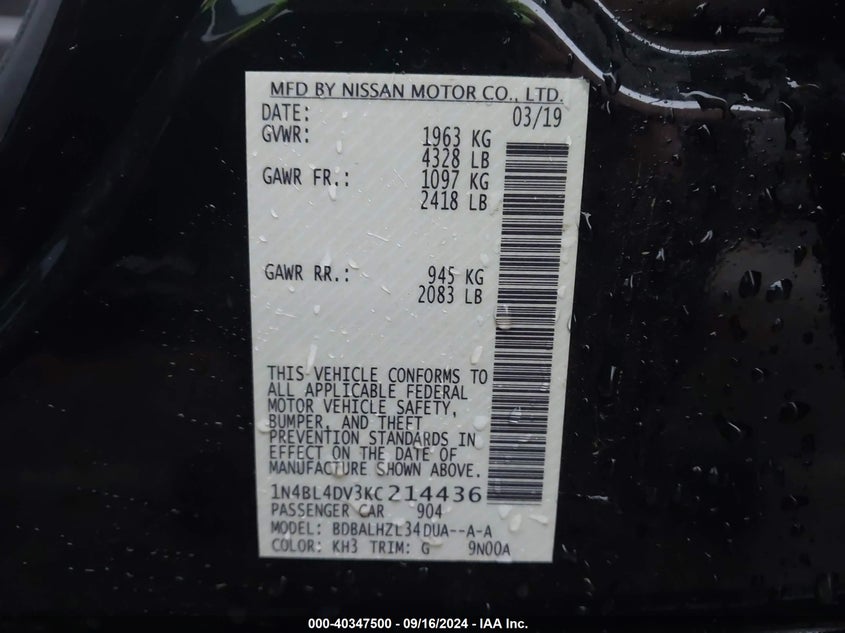 MFD BY NISSAN MOTOR CO., LTD.
DATE: 03/19
GVWR: 1963 KG
4328 LB
GAWR FR.: 1097 KG
2418 LB
GAWR RR.: 945 KG
2083 LB
THIS VEHICLE CONFORMS TO
ALL APPLICABLE FEDERAL
MOTOR VEHICLE SAFETY,
BUMPER, AND THEFT
PREVENTION STANDARDS IN
EFFECT ON THE DATE OF
MANUFACTURE SHOWN ABOVE.
1N4BL4DV3KC214436
PASSENGER CAR 904
MODEL: BDBALHZL34DUA--A-A
COLOR: KH3 TRIM: G 9N00A
000-40347500 - 09/16/2024 - IAA Inc.